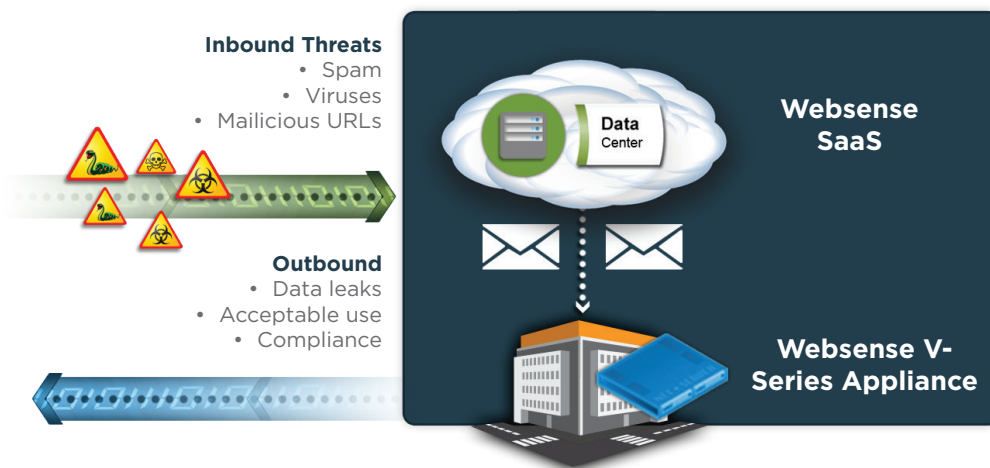 Inbound Threats
• Spam
• Viruses
• Mailicious URLs
Outbound
• Data leaks
• Acceptable use
• Compliance
Data
Center
Websense
SaaS
Websense V-
Series Appliance